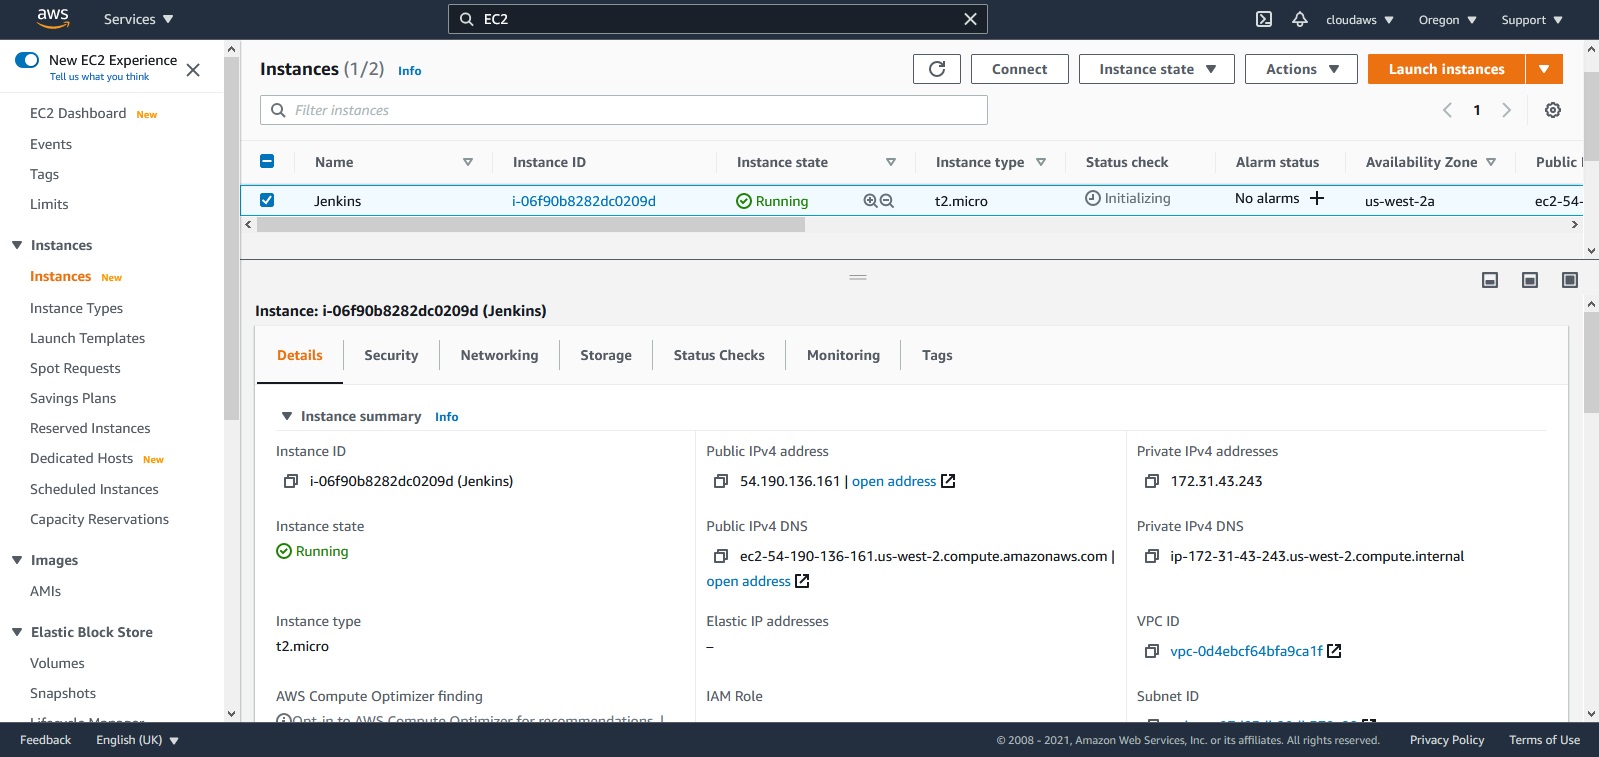 aws Services EC2 cloudaws Oregon Support
New EC2 Experience
Tell us what you think
EC2 Dashboard New
Events
Tags
Limits
Instances
Instances New
Instance Types
Launch Templates
Spot Requests
Savings Plans
Reserved Instances
Dedicated Hosts New
Scheduled Instances
Capacity Reservations
Images
AMIs
Elastic Block Store
Volumes
Snapshots
Lifecycle Manager
Instances (1/2) Info Connect Instance state Actions Launch instances
Filter instances 1
Name Instance ID Instance state Instance type Status check Alarm status Availability Zone Public
Jenkins i-06f90b8282dc0209d Running t2.micro Initializing No alarms us-west-2a ec2-54-
Instance: i-06f90b8282dc0209d (Jenkins)
Details Security Networking Storage Status Checks Monitoring Tags
Instance summary Info
Instance ID Public IPv4 address Private IPv4 addresses
i-06f90b8282dc0209d (Jenkins) 54.190.136.161 | open address 172.31.43.243
Instance state Public IPv4 DNS Private IPv4 DNS
Running ec2-54-190-136-161.us-west-2.compute.amazonaws.com | ip-172-31-43-243.us-west-2.compute.internal
open address
Instance type Elastic IP addresses VPC ID
t2.micro – vpc-0d4ebcf64bfa9ca1f
AWS Compute Optimizer finding IAM Role Subnet ID
Opt-in to AWS Compute Optimizer for recommendations. |
Feedback English (UK) © 2008 - 2021, Amazon Web Services, Inc. or its affiliates. All rights reserved. Privacy Policy Terms of Use